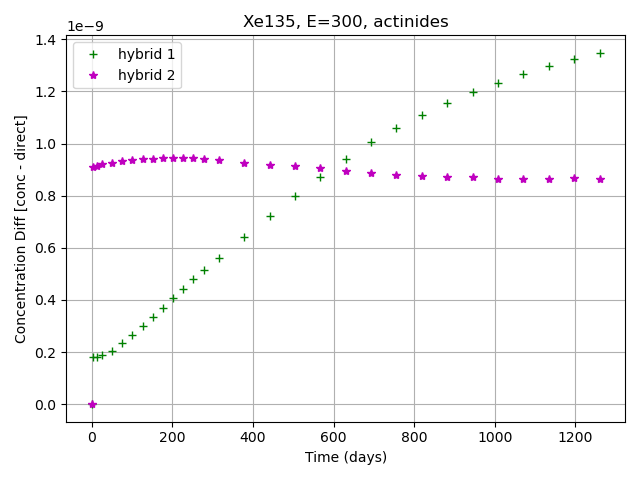 Xe135, E=300, actinides
1e−9
hybrid 1
hybrid 2
Concentration Diff [conc - direct]
1.4
1.2
1.0
0.8
0.6
0.4
0.2
0.0
0 200 400 600 800 1000 1200
Time (days)